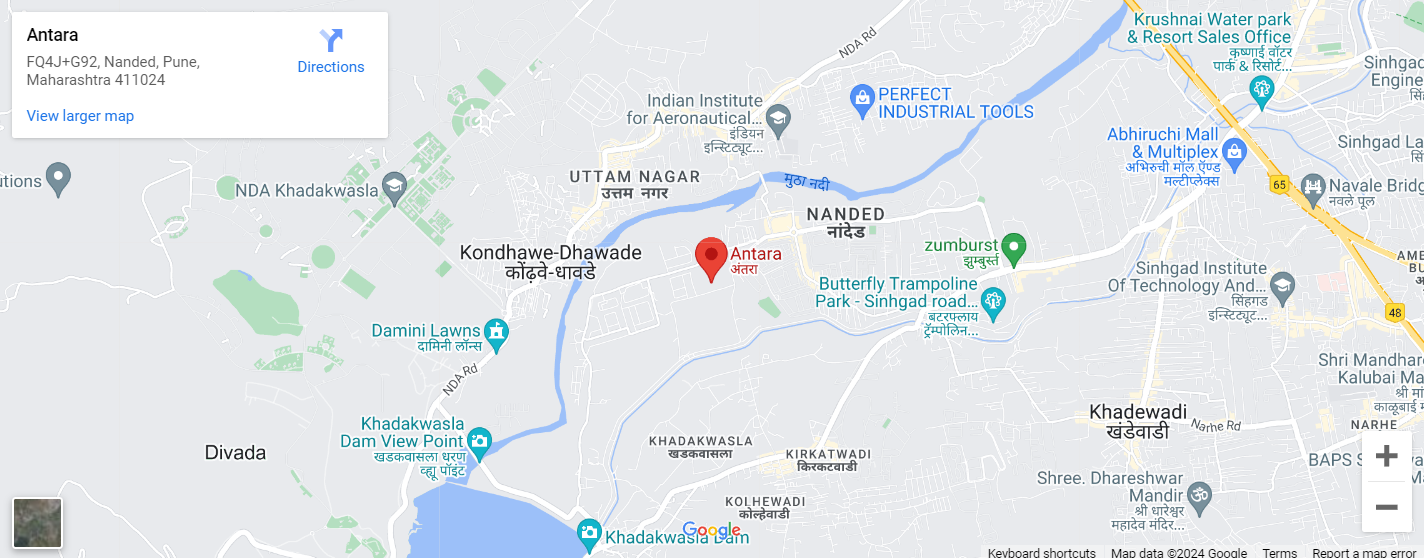 Antara
FQ4J+G92, Nanded, Pune,
Maharashtra 411024
Directions
View larger map
Krushnai Water park
& Resort Sales Office
कृष्णाई वॉटर
पार्क & रिसोर्ट...
NDA Rd
Sinhgad
Engine
PERFECT
INDUSTRIAL TOOLS
Indian Institute
for Aeronautical...
इंडियन
इन्स्टिट्यूट...
Abhiruchi Mall
& Multiplex
अभिरुची मॉल ऍण्ड
मल्टीप्लेक्स
Sinhgad La
utions
NDA Khadakwasla
UTTAM NAGAR
उत्तम नगर
मुठा नदी
65
Navale Bridg
नवले पूल
NANDED
नांदेड
Kondhawe-Dhawade
कोंढवे-धावडे
Antara
अंतरा
zumburst
झुम्बुर्स्त
AMBE
BU
Sinhgad Institute
Of Technology And...
सिंहगड
इन्स्टिट्यूट...
Butterfly Trampoline
Park - Sinhgad road...
बटरफ्लाय
ट्रॅम्पोलिन...
48
Damini Lawns
दामिनी लॉन्स
NDA Rd
Shri Mandhar
Kalubai Ma
श्री मां
काळूबाई म
Khadakwasla
Dam View Point
खडकवासला धरण
व्ह्यू पॉइंट
Khadewadi
खंडेवाडी
Narhe Rd
NARHE
Divada
KHADAKWASLA
खडकवासला
KIRKATWADI
किरकटवाडी
BAPS S
Shree. Dhareshwar
Mandir
श्री धारेश्वर
महादेव मंदिर...
KOLHEWADI
कोल्हेवाडी
Khadakwasla Dam
Google
Keyboard shortcuts
Map data ©2024 Google
Terms
Report a map error